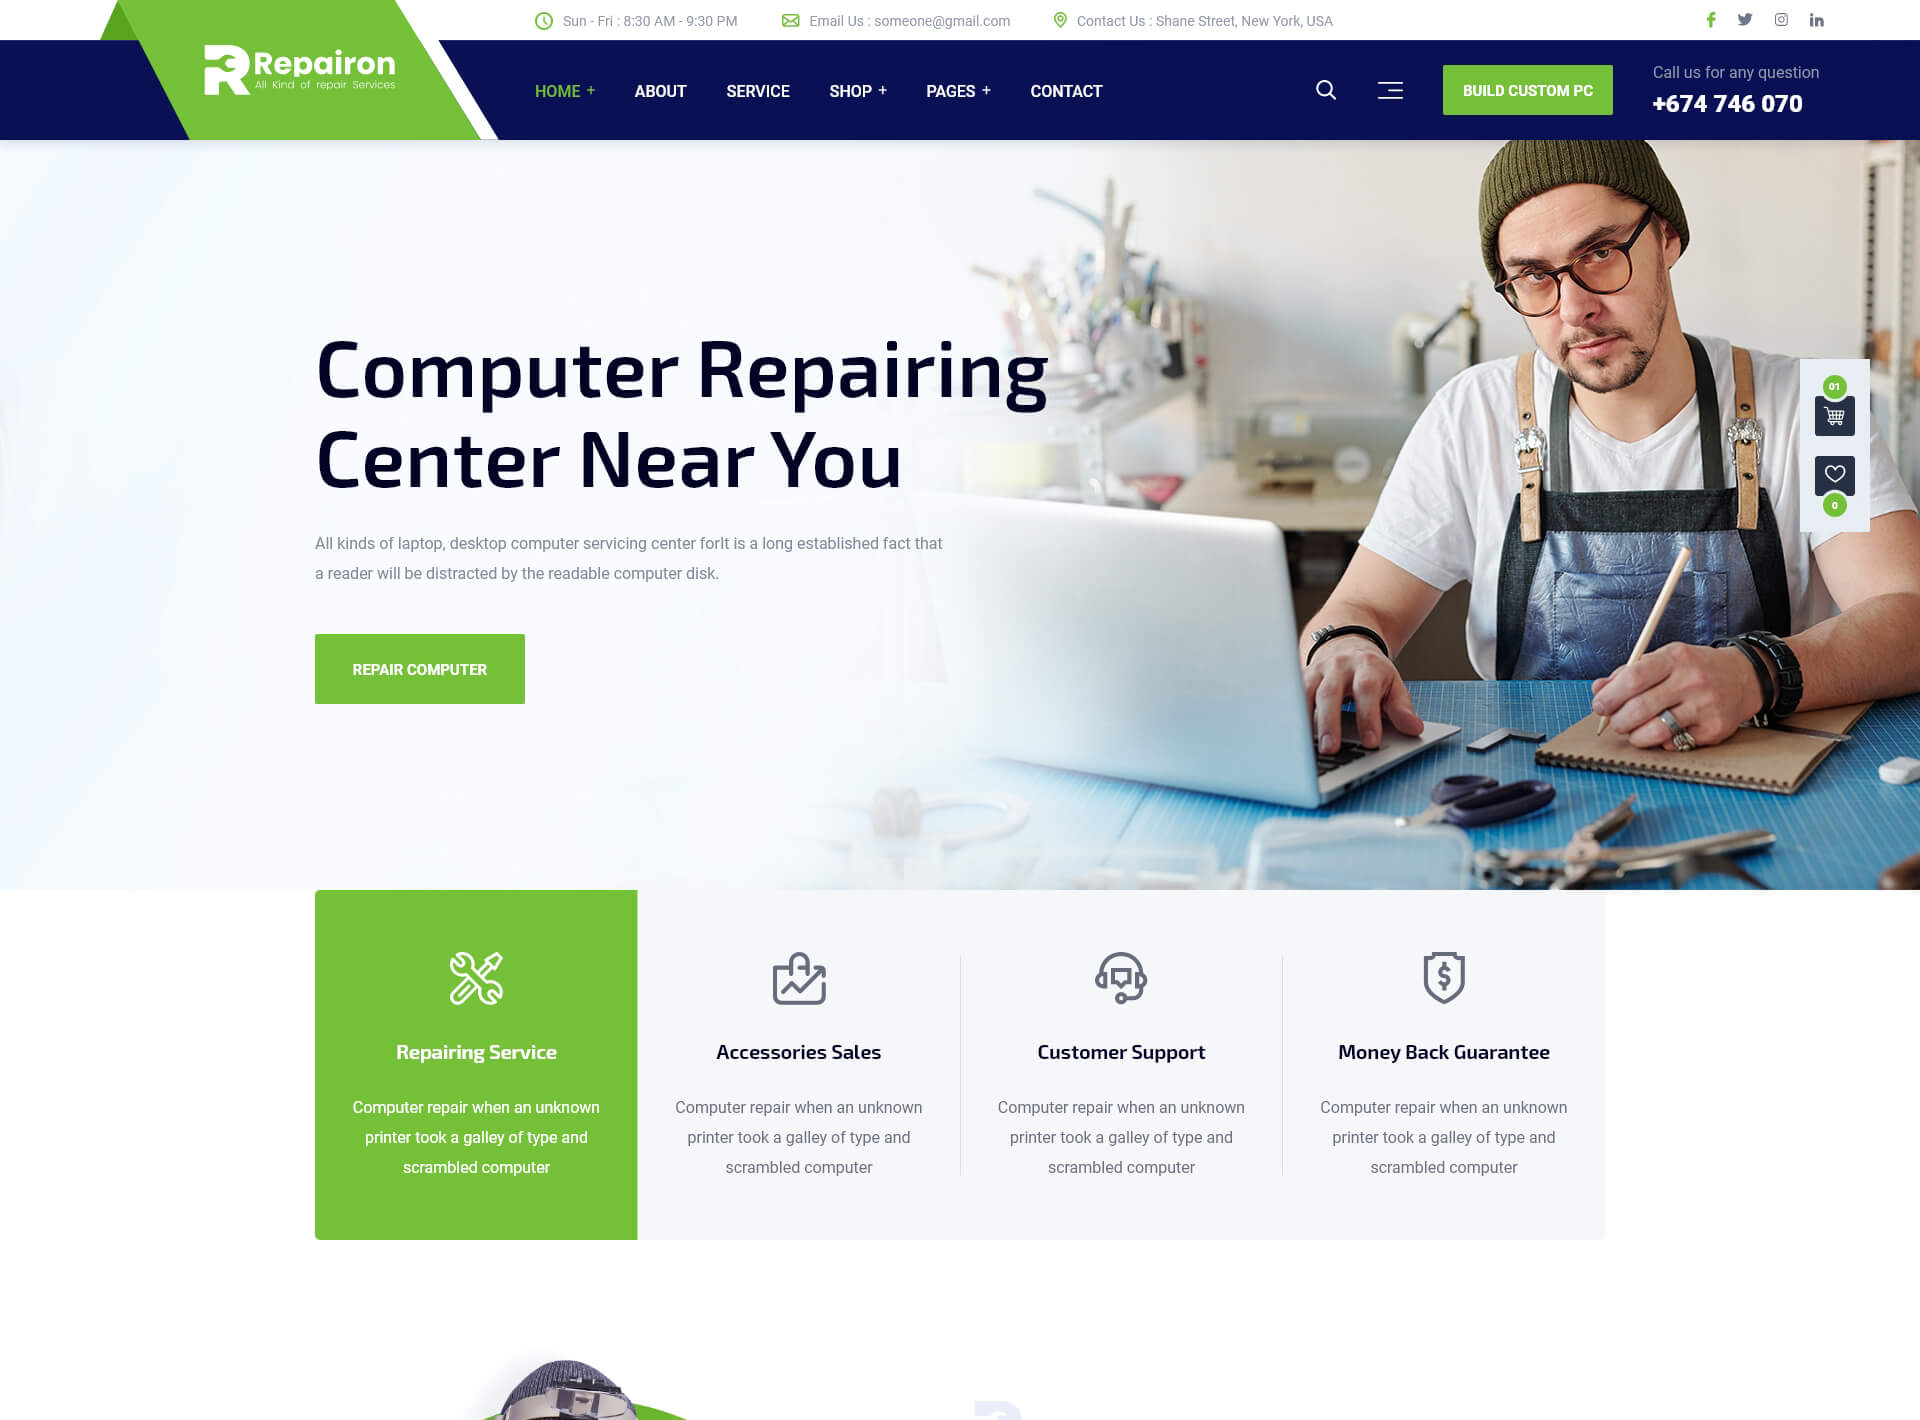 Sun - Fri : 8:30 AM - 9:30 PM
Email Us : someone@gmail.com
Contact Us : Shane Street, New York, USA
Repairon
All Kind of repair Services
HOME +
ABOUT
SERVICE
SHOP +
PAGES +
CONTACT
BUILD CUSTOM PC
Call us for any question
+674 746 070
Computer Repairing
Center Near You
01
0
All kinds of laptop, desktop computer servicing center forIt is a long established fact that
a reader will be distracted by the readable computer disk.
REPAIR COMPUTER
Repairing Service
Computer repair when an unknown
printer took a galley of type and
scrambled computer
Accessories Sales
Computer repair when an unknown
printer took a galley of type and
scrambled computer
Customer Support
Computer repair when an unknown
printer took a galley of type and
scrambled computer
Money Back Guarantee
Computer repair when an unknown
printer took a galley of type and
scrambled computer